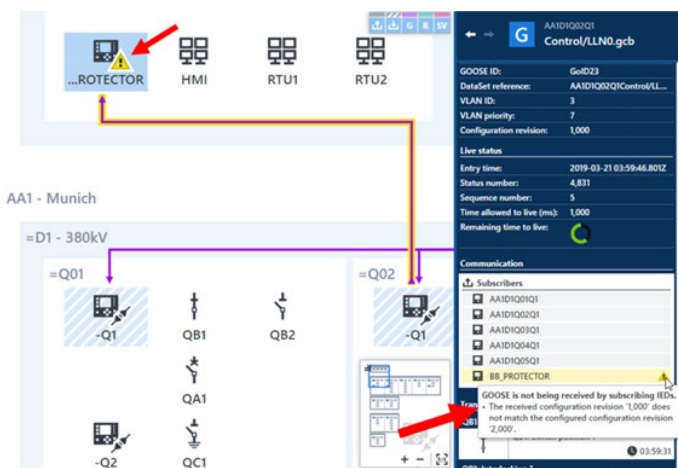 G R SV
...ROTECTOR
HMI
RTU1
RTU2
AA1 - Munich
=D1 - 380kV
=Q01
=Q02
-Q1
QB1
QB2
-Q1
QA1
-Q2
QC1
G
AA1D1Q02Q1
Control/LLN0.gcb
GOOSE ID: GoID23
DataSet reference: AA1D1Q02Q1Control/LL...
VLAN ID: 3
VLAN priority: 7
Configuration revision: 1,000
Live status
Entry time: 2019-03-21 03:59:46.801Z
Status number: 4,831
Sequence number: 5
Time allowed to live (ms): 1,000
Remaining time to live:
Communication
Subscribers
AA1D1Q01Q1
AA1D1Q02Q1
AA1D1Q03Q1
AA1D1Q04Q1
AA1D1Q05Q1
BB_PROTECTOR
GOOSE is not being received by subscribing IEDs.
- The received configuration revision '1,000' does
not match the configured configuration revision
'2,000'.
QB1
03:59:31